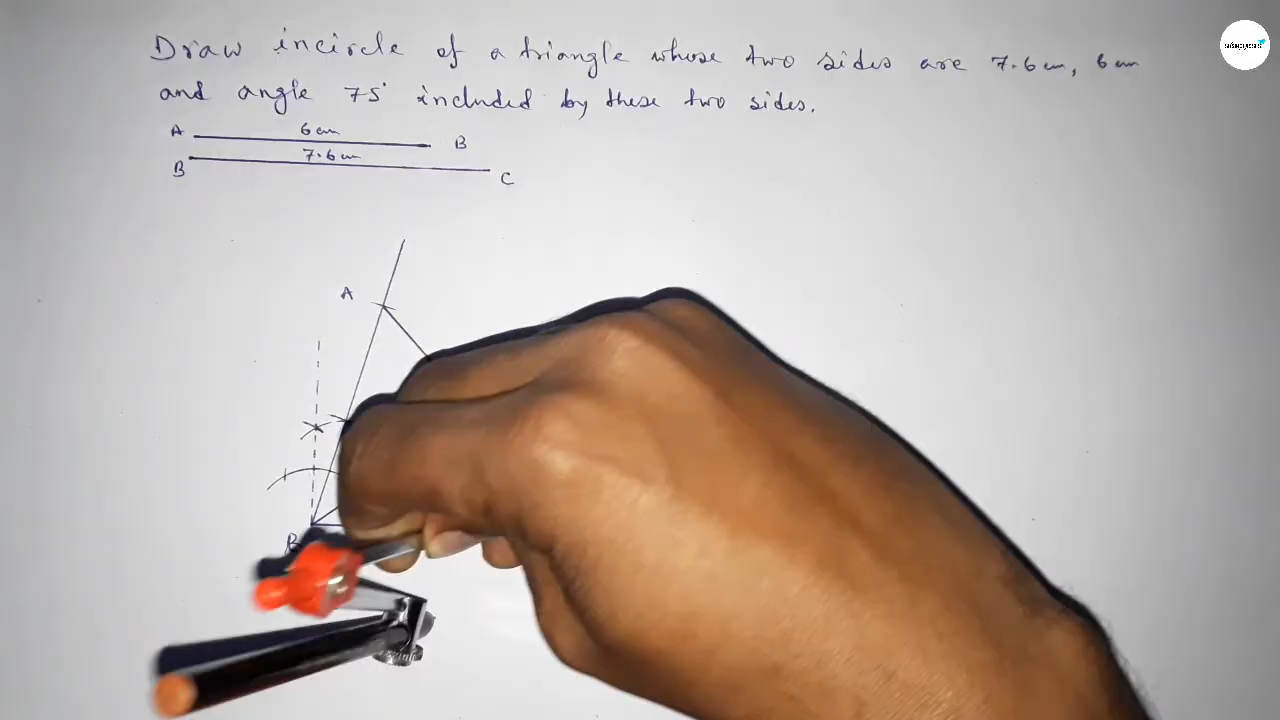 Draw incircle of a triangle whose two sides are 7.6 cm, 6 cm
and angle 75° included by these two sides.
A 6 cm B
B 7.6 cm C
A
B